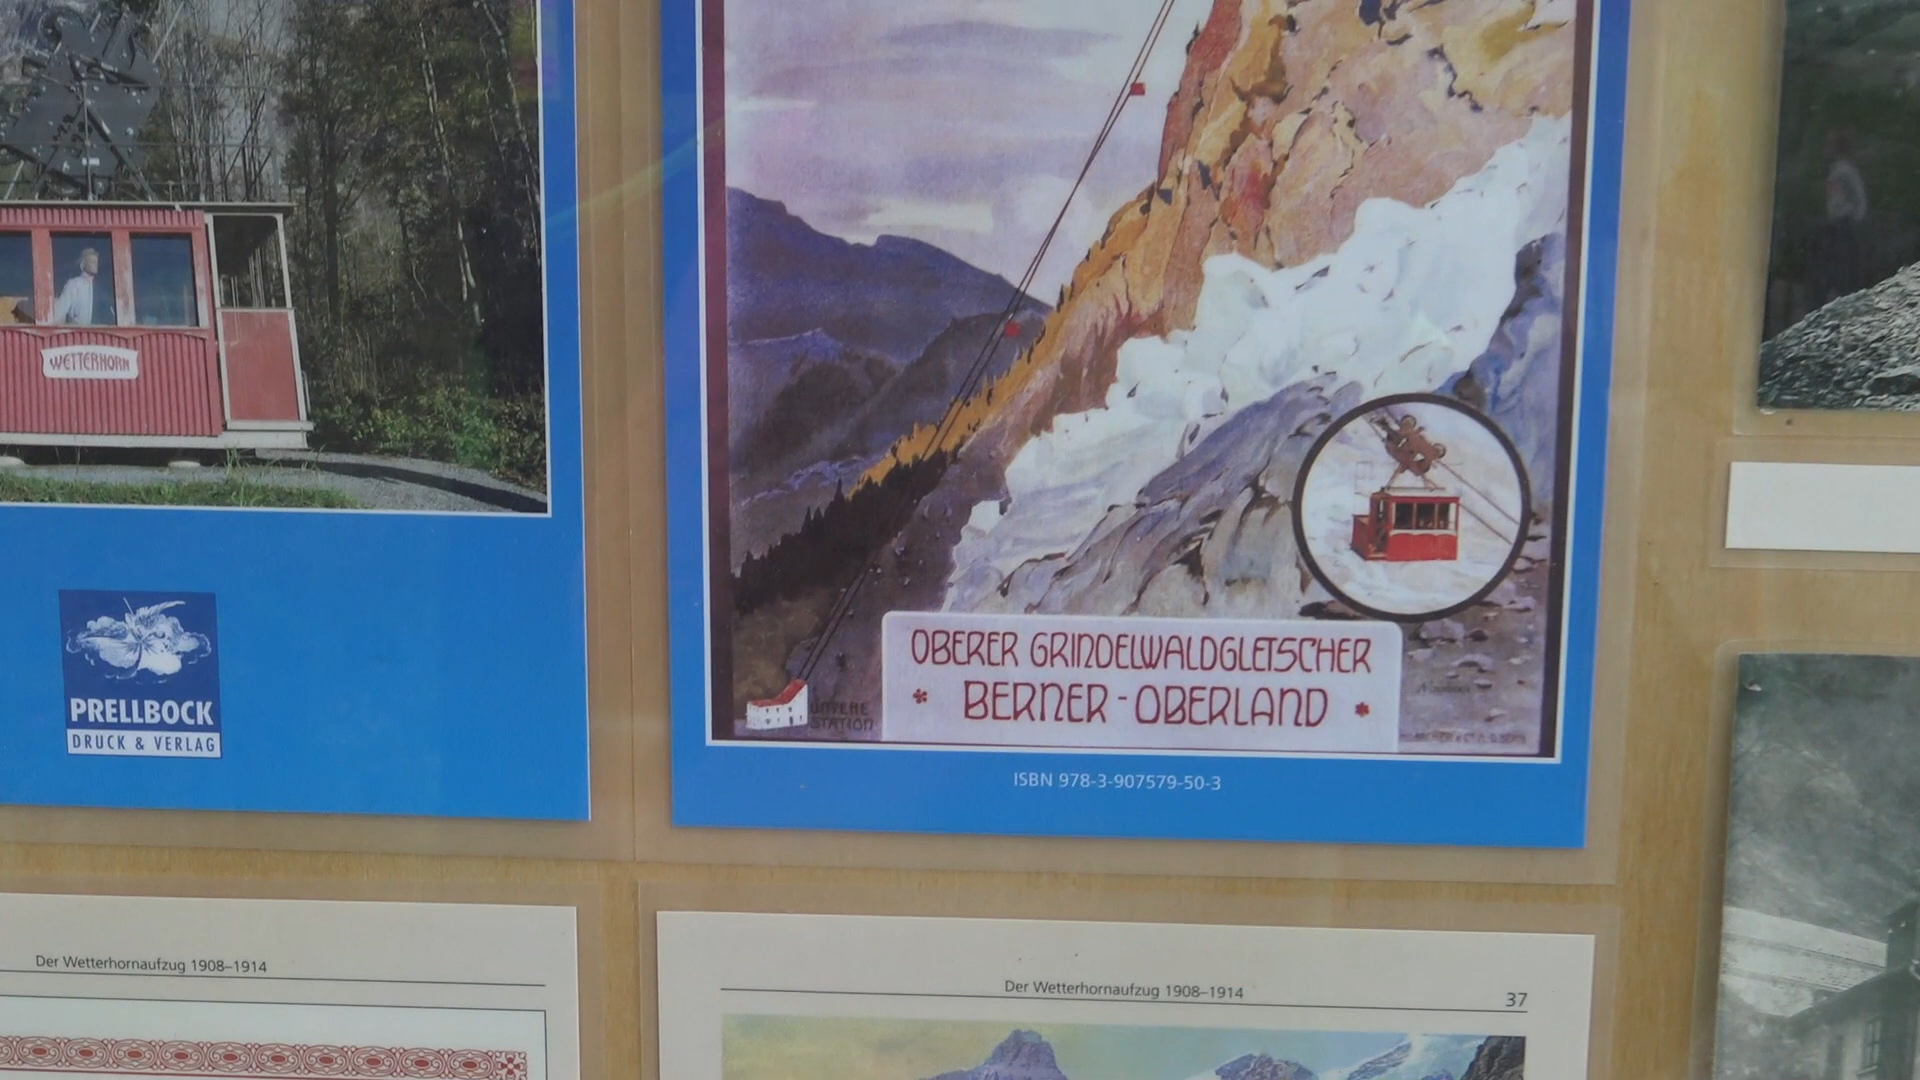 WETTERHORN
PRELLBOCK
DRUCK & VERLAG
UNTERE
STATION
OBERER GRINDELWALDGLETSCHER
* BERNER-OBERLAND *
ISBN 978-3-907579-50-3
Der Wetterhornaufzug 1908–1914
Der Wetterhornaufzug 1908–1914 37